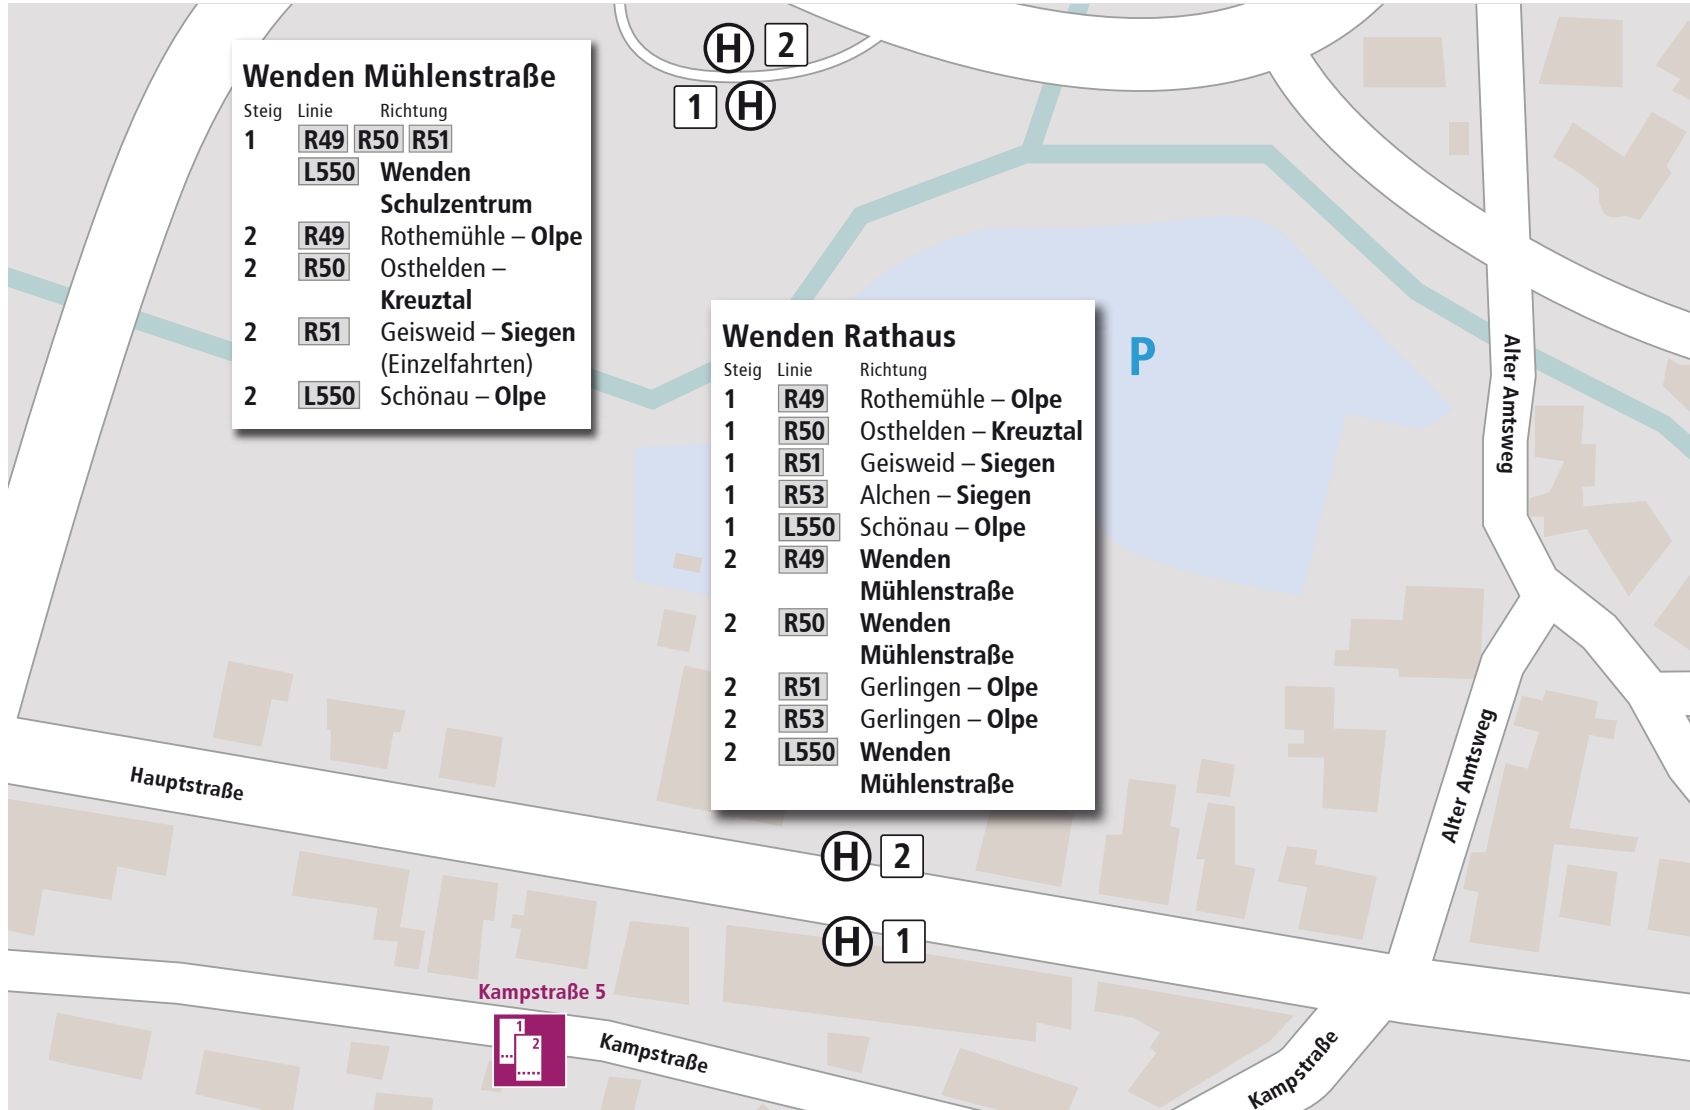 H 2
1 H
Wenden Mühlenstraße
Steig Linie Richtung
1 R49 R50 R51
L550 Wenden
Schulzentrum
2 R49 Rothemühle – Olpe
2 R50 Osthelden –
Kreuztal
2 R51 Geisweid – Siegen
(Einzelfahrten)
2 L550 Schönau – Olpe
Wenden Rathaus
Steig Linie Richtung
1 R49 Rothemühle – Olpe
1 R50 Osthelden – Kreuztal
1 R51 Geisweid – Siegen
1 R53 Alchen – Siegen
1 L550 Schönau – Olpe
2 R49 Wenden
Mühlenstraße
2 R50 Wenden
Mühlenstraße
2 R51 Gerlingen – Olpe
2 R53 Gerlingen – Olpe
2 L550 Wenden
Mühlenstraße
P
Alter Amtsweg
Alter Amtsweg
Hauptstraße
H 2
H 1
Kampstraße 5
1
2
Kampstraße
Kampstraße